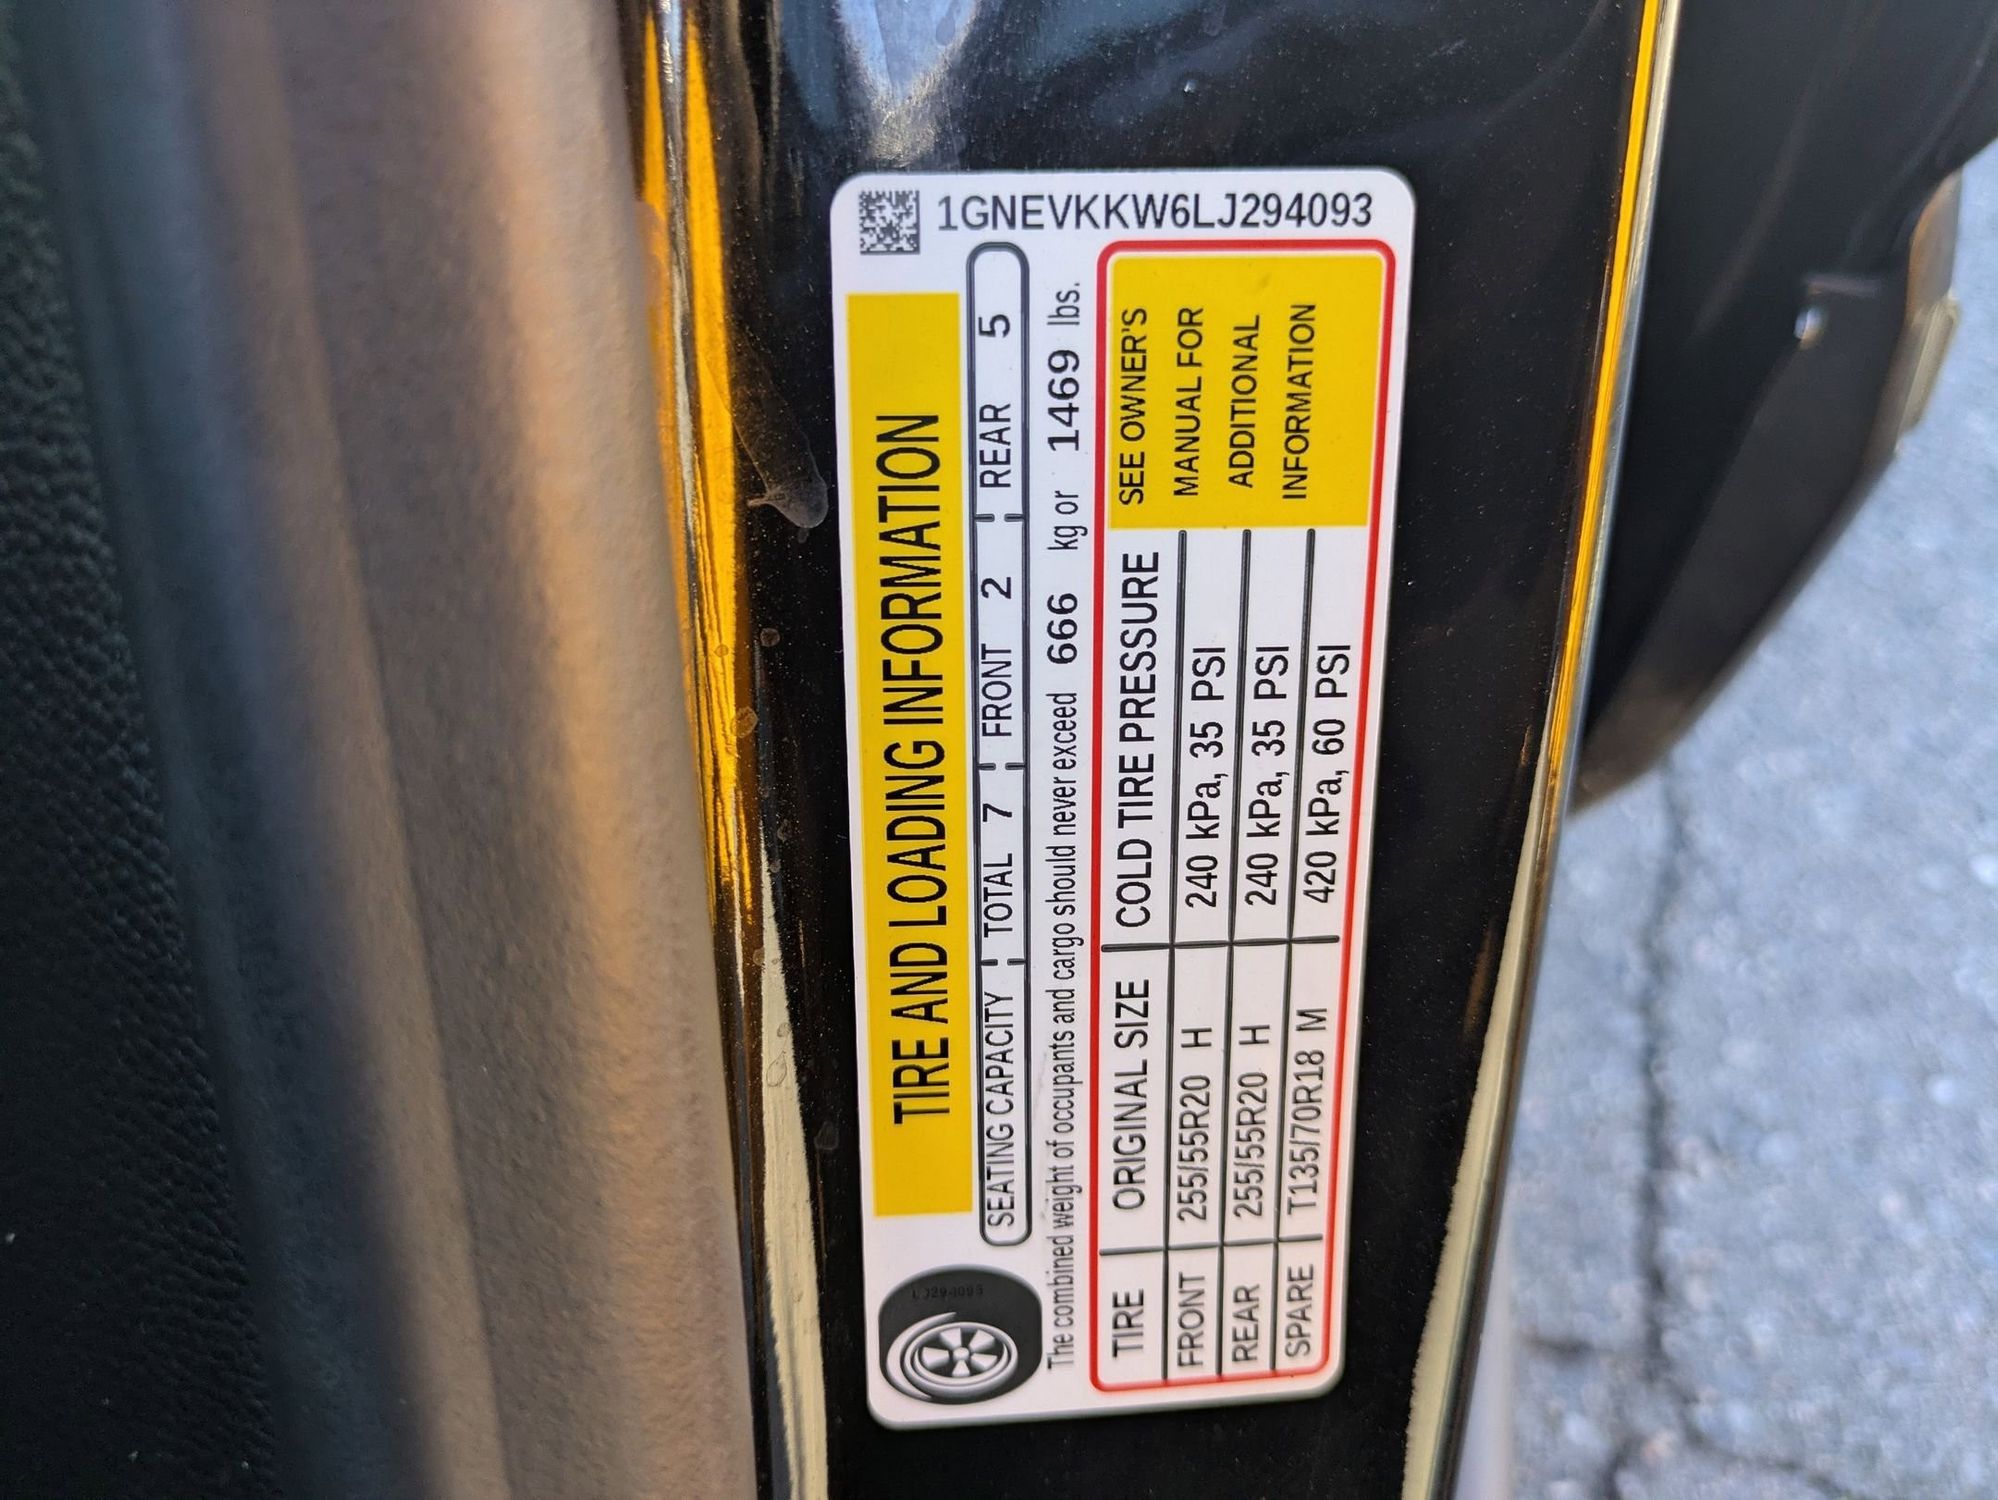 1GNEVKKW6LJ294093
TIRE AND LOADING INFORMATION
SEATING CAPACITY TOTAL 7 FRONT 2 REAR 5
The combined weight of occupants and cargo should never exceed 666 kg or 1469 lbs.
TIRE ORIGINAL SIZE COLD TIRE PRESSURE
FRONT 255/55R20 H 240 kPa, 35 PSI
REAR 255/55R20 H 240 kPa, 35 PSI
SPARE T135/70R18 M 420 kPa, 60 PSI
SEE OWNER'S
MANUAL FOR
ADDITIONAL
INFORMATION
LJ294093